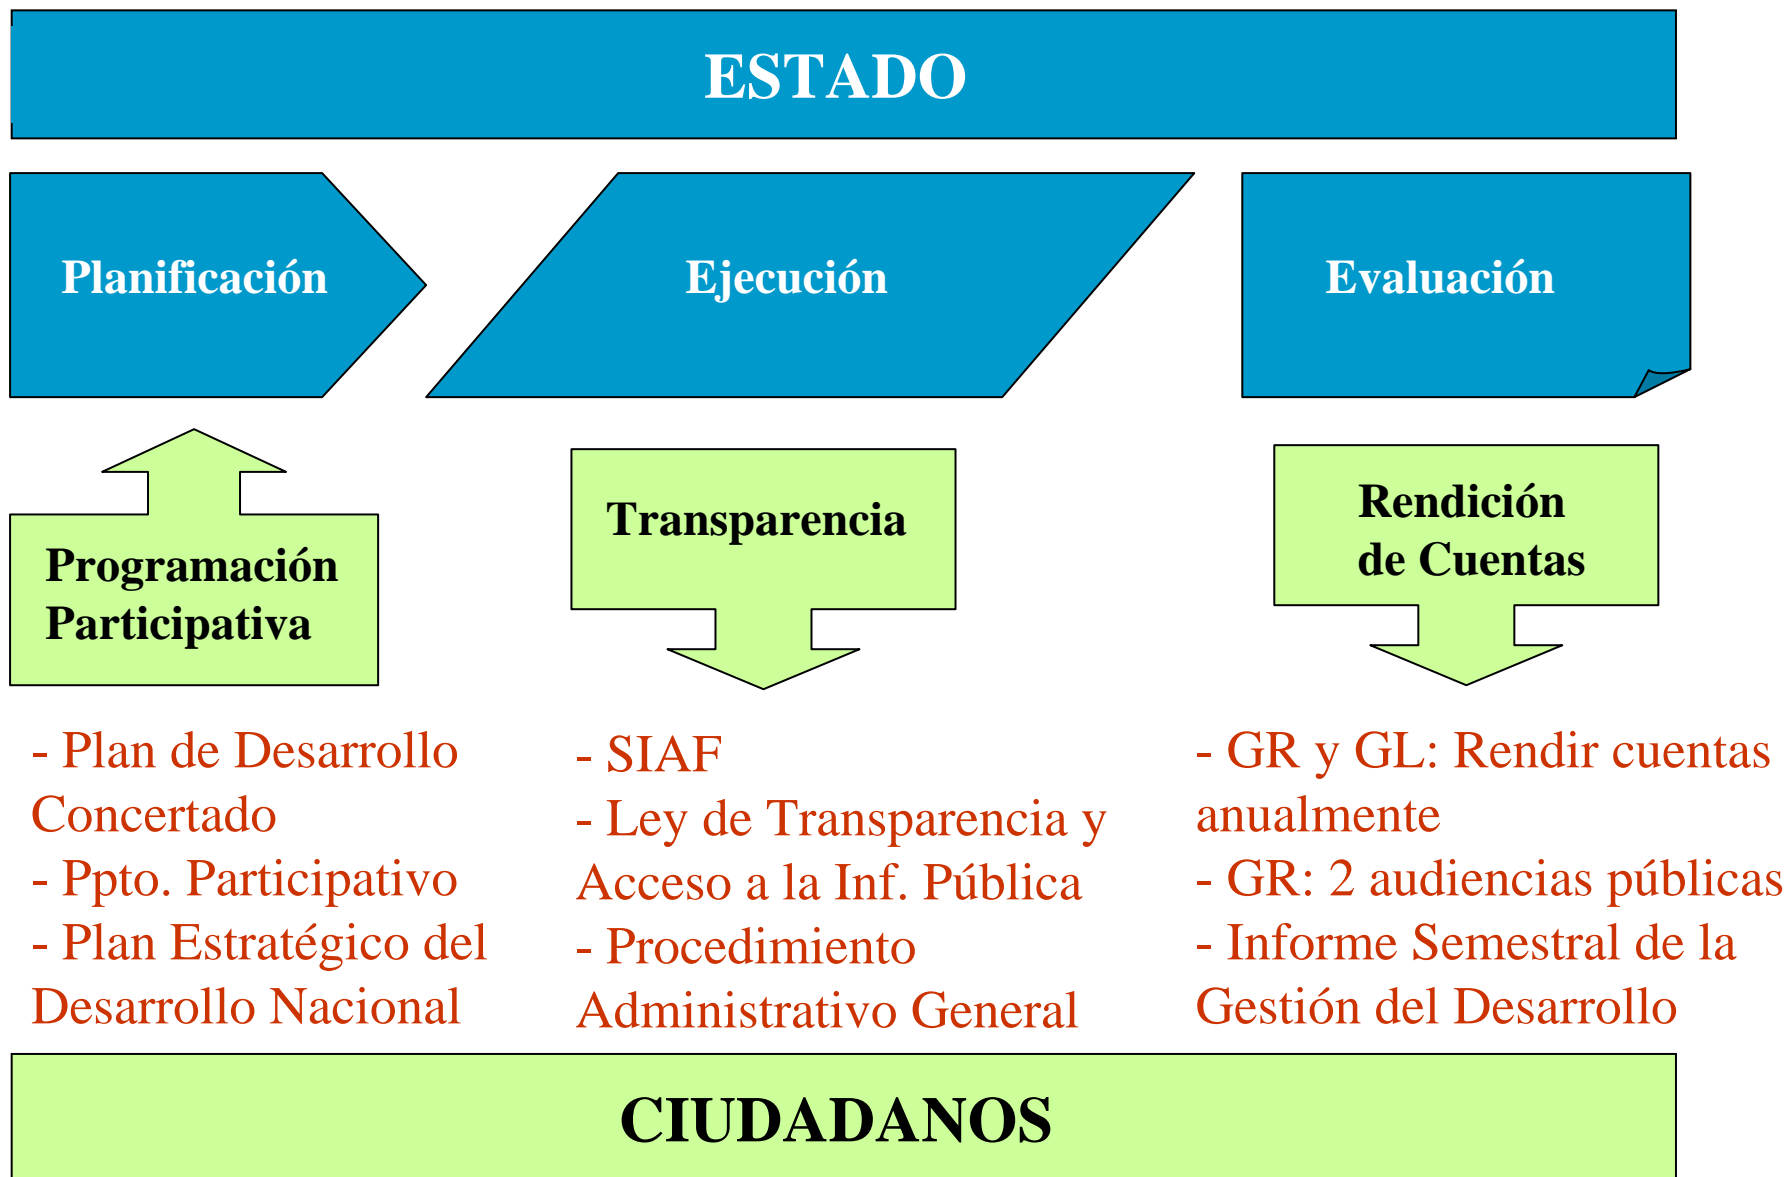 ESTADO
Planificación
Ejecución
Evaluación
Programación
Participativa
Transparencia
Rendición
de Cuentas
- Plan de Desarrollo
Concertado
- Ppto. Participativo
- Plan Estratégico del
Desarrollo Nacional
- SIAF
- Ley de Transparencia y
Acceso a la Inf. Pública
- Procedimiento
Administrativo General
- GR y GL: Rendir cuentas
anualmente
- GR: 2 audiencias públicas
- Informe Semestral de la
Gestión del Desarrollo
CIUDADANOS